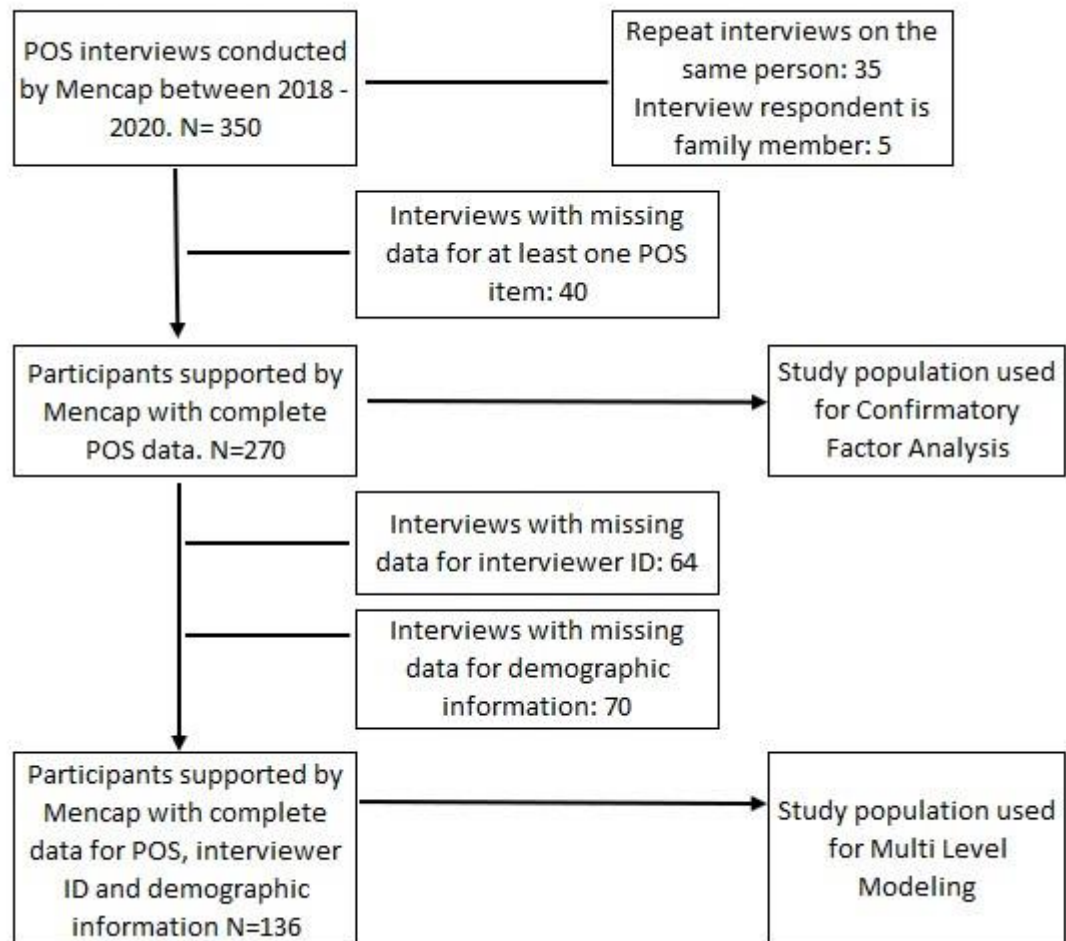 POS interviews conducted
by Mencap between 2018 -
2020. N= 350
Repeat interviews on the
same person: 35
Interview respondent is
family member: 5
Interviews with missing
data for at least one POS
item: 40
Participants supported by
Mencap with complete
POS data. N=270
Study population used
for Confirmatory
Factor Analysis
Interviews with missing
data for interviewer ID: 64
Interviews with missing
data for demographic
information: 70
Participants supported by
Mencap with complete
data for POS, interviewer
ID and demographic
information N=136
Study population used
for Multi Level
Modeling